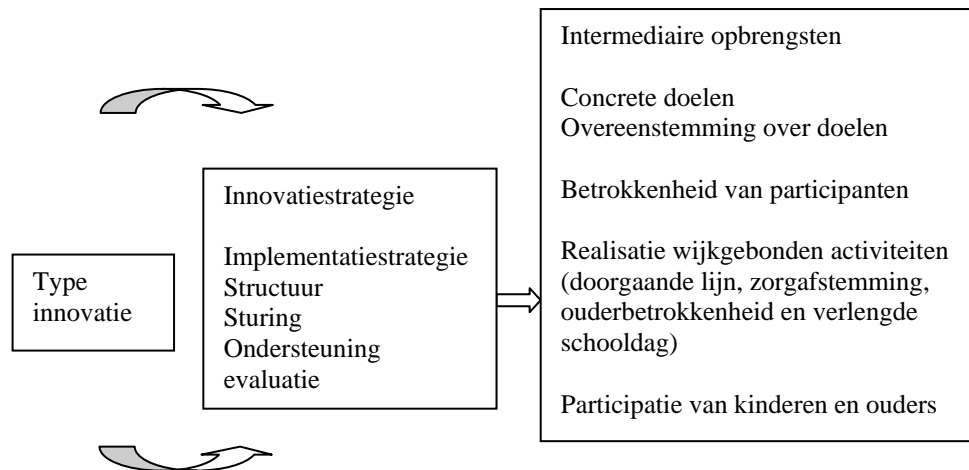 Type
innovatie
Innovatiestrategie
Implementatiestrategie
Structuur
Sturing
Ondersteuning
evaluatie
Intermediaire opbrengsten
Concrete doelen
Overeenstemming over doelen
Betrokkenheid van participanten
Realisatie wijkgebonden activiteiten
(doorgaande lijn, zorgafstemming,
ouderbetrokkenheid en verlengde
schooldag)
Participatie van kinderen en ouders